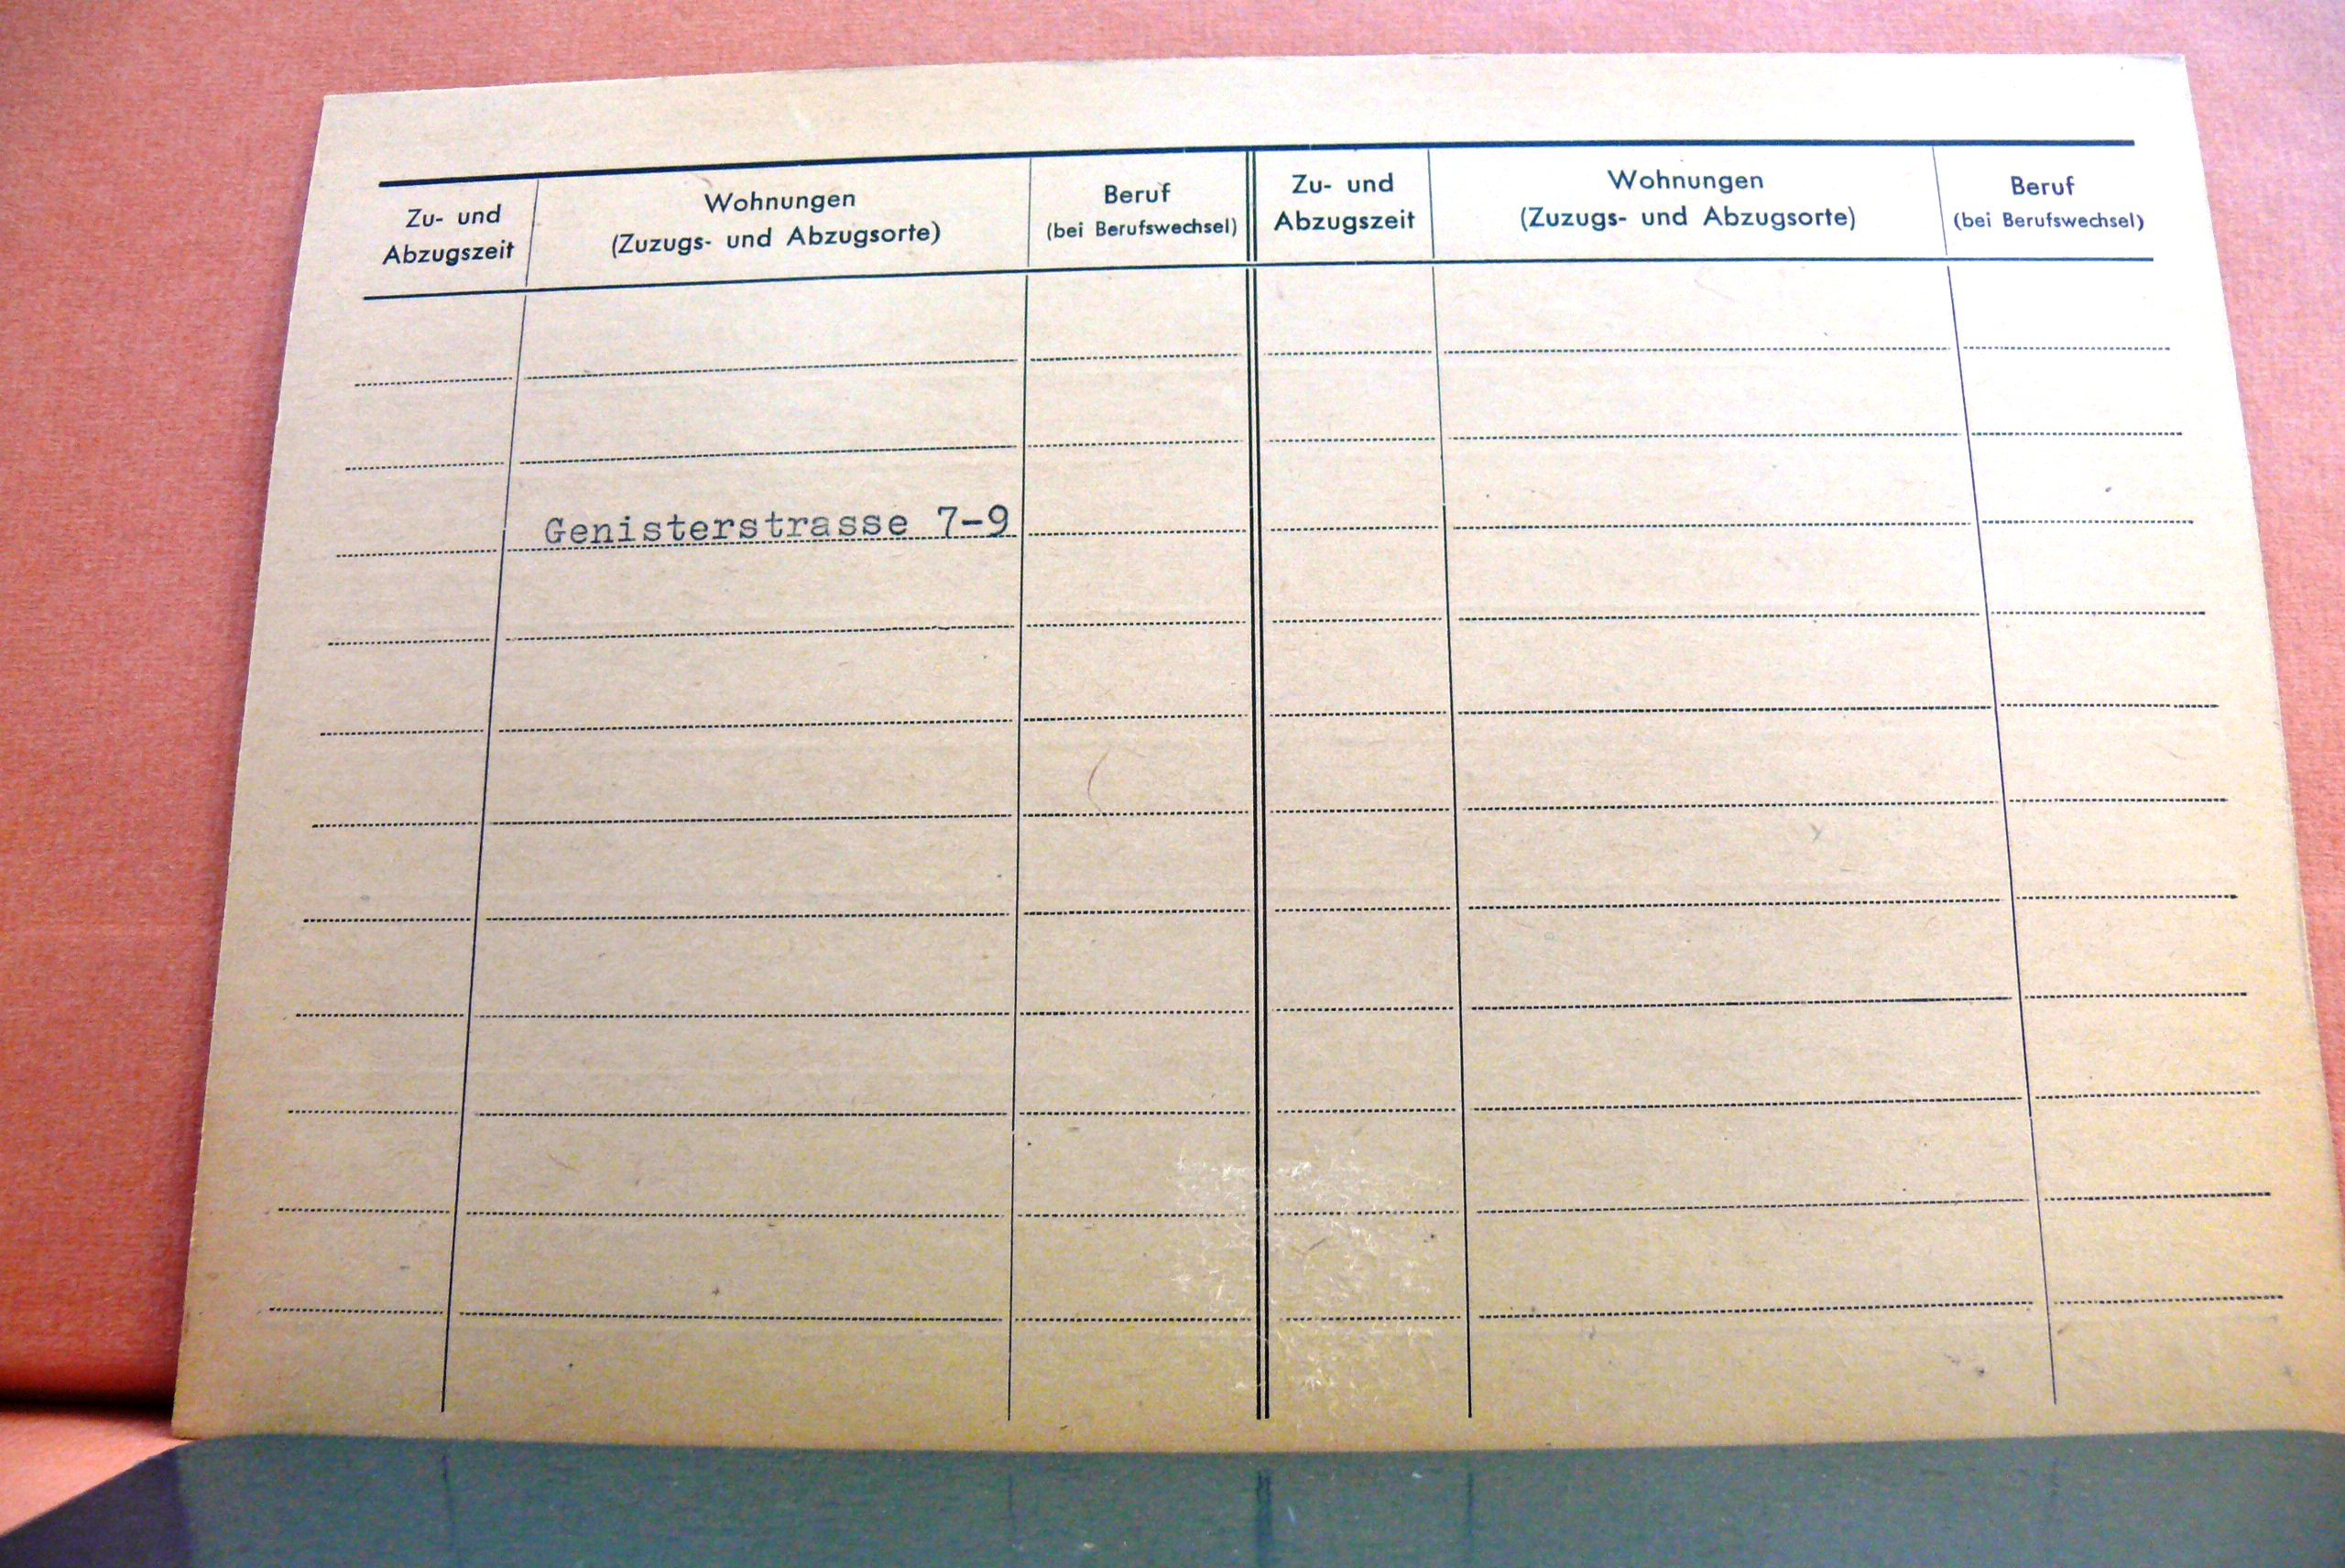 Zu- und
Abzugszeit
Wohnungen
(Zuzugs- und Abzugsorte)
Beruf
(bei Berufswechsel)
Zu- und
Abzugszeit
Wohnungen
(Zuzugs- und Abzugsorte)
Beruf
(bei Berufswechsel)
Genisterstrasse 7-9